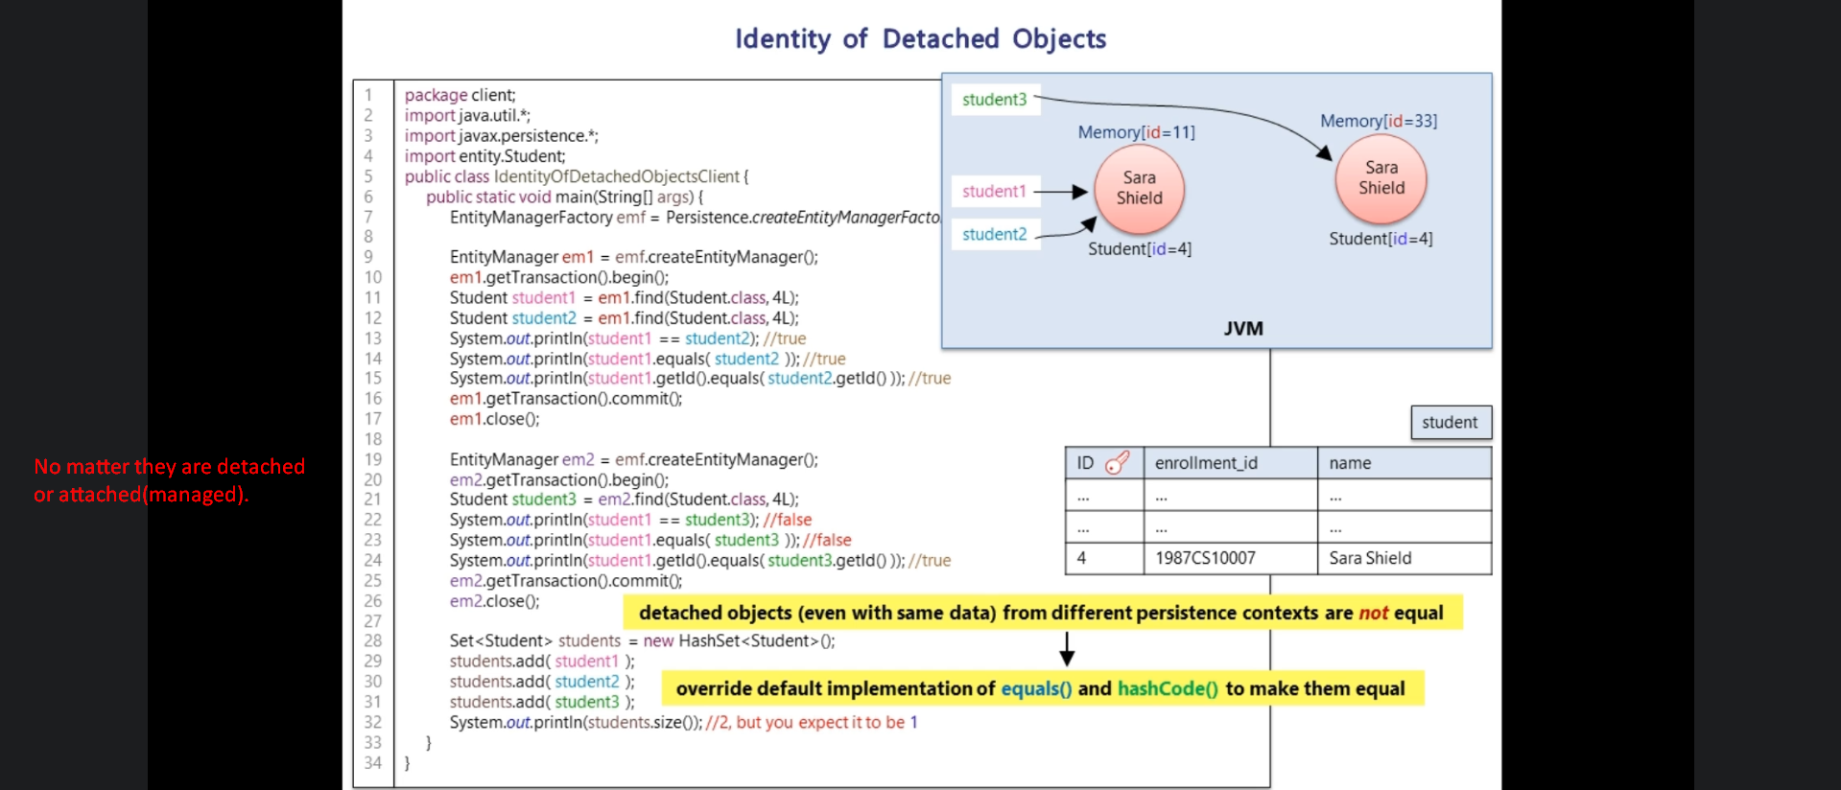 Identity of Detached Objects
1 package client;
2 import java.util.*;
3 import javax.persistence.*;
4 import entity.Student;
5 public class IdentityOfDetachedObjectsClient {
6 public static void main(String[] args) {
7 EntityManagerFactory emf = Persistence.createEntityManagerFacto
8
9 EntityManager em1 = emf.createEntityManager();
10 em1.getTransaction().begin();
11 Student student1 = em1.find(Student.class, 4L);
12 Student student2 = em1.find(Student.class, 4L);
13 System.out.println(student1 == student2); //true
14 System.out.println(student1.equals( student2 )); //true
15 System.out.println(student1.getId().equals( student2.getId() )); //true
16 em1.getTransaction().commit();
17 em1.close();
18
19 EntityManager em2 = emf.createEntityManager();
20 em2.getTransaction().begin();
21 Student student3 = em2.find(Student.class, 4L);
22 System.out.println(student1 == student3); //false
23 System.out.println(student1.equals( student3 )); //false
24 System.out.println(student1.getId().equals( student3.getId() )); //true
25 em2.getTransaction().commit();
26 em2.close();
27
28 Set<Student> students = new HashSet<Student>();
29 students.add( student1 );
30 students.add( student2 );
31 students.add( student3 );
32 System.out.println(students.size()); //2, but you expect it to be 1
33 }
34 }
student3
Memory[id=11]
Memory[id=33]
student1
student2
Sara
Shield
Sara
Shield
Student[id=4]
Student[id=4]
JVM
student
ID enrollment_id name
... ... ...
... ... ...
4 1987CS10007 Sara Shield
detached objects (even with same data) from different persistence contexts are not equal
override default implementation of equals() and hashCode() to make them equal
No matter they are detached
or attached(managed).